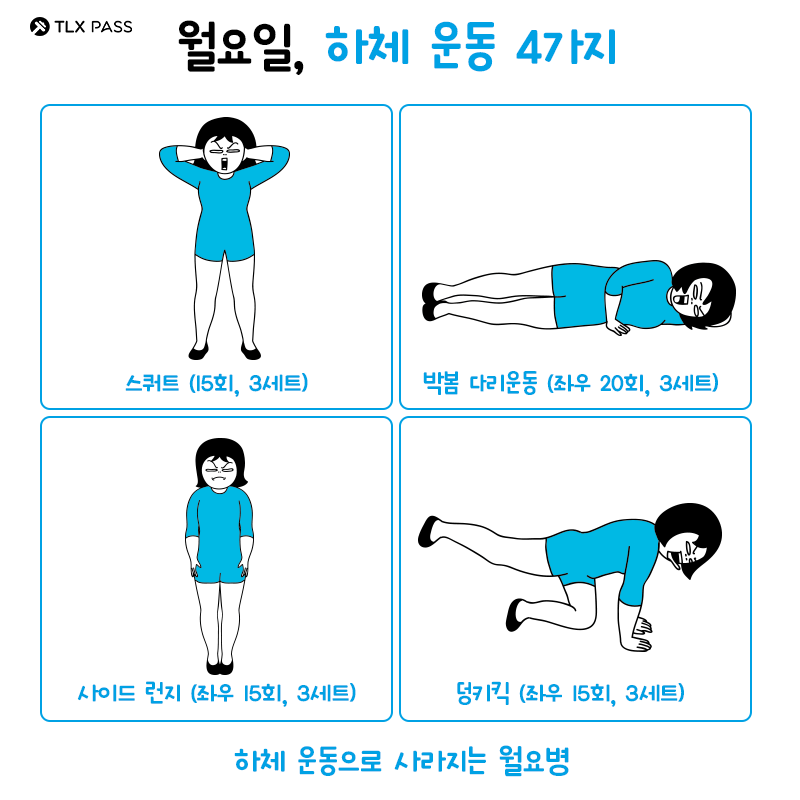 TLX PASS
월요일, 하체 운동 4가지
스쿼트 (15회, 3세트)
박봄 다리운동 (좌우 20회, 3세트)
사이드 런지 (좌우 15회, 3세트)
덩키킥 (좌우 15회, 3세트)
하체 운동으로 사라지는 월요병